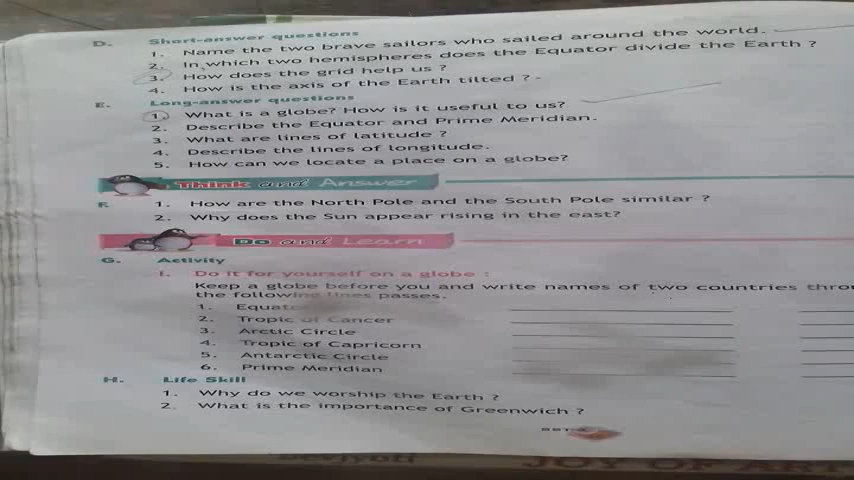 D. Short-answer questions
1. Name the two brave sailors who sailed around the world.
2. In which two hemispheres does the Equator divide the Earth ?
3. How does the grid help us ?
4. How is the axis of the Earth tilted ?
E. Long-answer questions
1. What is a globe? How is it useful to us?
2. Describe the Equator and Prime Meridian.
3. What are lines of latitude ?
4. Describe the lines of longitude.
5. How can we locate a place on a globe?
Think and Answer
F. 1. How are the North Pole and the South Pole similar ?
2. Why does the Sun appear rising in the east?
Do and Learn
G. Activity
I. Do it for yourself on a globe :
Keep a globe before you and write names of two countries
the following lines passes.
1.
2. Tropic of Cancer
3. Arctic Circle
4. Tropic of Capricorn
5. Antarctic Circle
6. Prime Meridian
H. Life Skill
1. Why do we worship the Earth ?
2. What is the importance of Greenwich ?
JOY OF